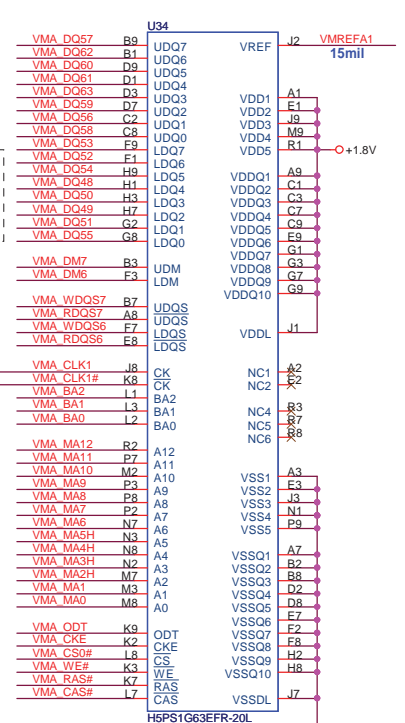 U34
VMA_DQ57 B9 UDQ7
VMA_DQ62 B1 UDQ6
VMA_DQ60 D9 UDQ5
VMA_DQ61 D1 UDQ4
VMA_DQ63 D3 UDQ3
VMA_DQ59 D7 UDQ2
VMA_DQ56 C2 UDQ1
VMA_DQ58 C8 UDQ0
VMA_DQ53 F9 LDQ7
VMA_DQ52 F1 LDQ6
VMA_DQ54 H9 LDQ5
VMA_DQ48 H1 LDQ4
VMA_DQ50 H3 LDQ3
VMA_DQ49 H7 LDQ2
VMA_DQ51 G2 LDQ1
VMA_DQ55 G8 LDQ0
VMA_DM7 B3 UDM
VMA_DM6 F3 LDM
VMA_WDQS7 B7 UDQS
VMA_RDQS7 A8 UDQS
VMA_WDQS6 F7 LDQS
VMA_RDQS6 E8 LDQS
VMA_CLK1 J8 CK
VMA_CLK1# K8 CK
VMA_BA2 L1 BA2
VMA_BA1 L3 BA1
VMA_BA0 L2 BA0
VMA_MA12 R2 A12
VMA_MA11 P7 A11
VMA_MA10 M2 A10
VMA_MA9 P3 A9
VMA_MA8 P8 A8
VMA_MA7 P2 A7
VMA_MA6 N7 A6
VMA_MA5H N3 A5
VMA_MA4H N8 A4
VMA_MA3H N2 A3
VMA_MA2H M7 A2
VMA_MA1 M3 A1
VMA_MA0 M8 A0
VMA_ODT K9 ODT
VMA_CKE K2 CKE
VMA_CS0# L8 CS
VMA_WE# K3 WE
VMA_RAS# K7 RAS
VMA_CAS# L7 CAS
VREF J2 VMREFA1
15mil
VDD1 A1
VDD2 E1
VDD3 J9
VDD4 M9
VDD5 R1 +1.8V
VDDQ1 A9
VDDQ2 C1
VDDQ3 C3
VDDQ4 C7
VDDQ5 C9
VDDQ6 E9
VDDQ7 G1
VDDQ8 G3
VDDQ9 G7
VDDQ10 G9
VDDL J1
NC1 A2
NC2 E2
NC4 R3
NC5 R7
NC6 R8
VSS1 A3
VSS2 E3
VSS3 J3
VSS4 N1
VSS5 P9
VSSQ1 A7
VSSQ2 B2
VSSQ3 B8
VSSQ4 D2
VSSQ5 D8
VSSQ6 E7
VSSQ7 F2
VSSQ8 F8
VSSQ9 H2
VSSQ10 H8
VSSDL J7
H5PS1G63EFR-20L